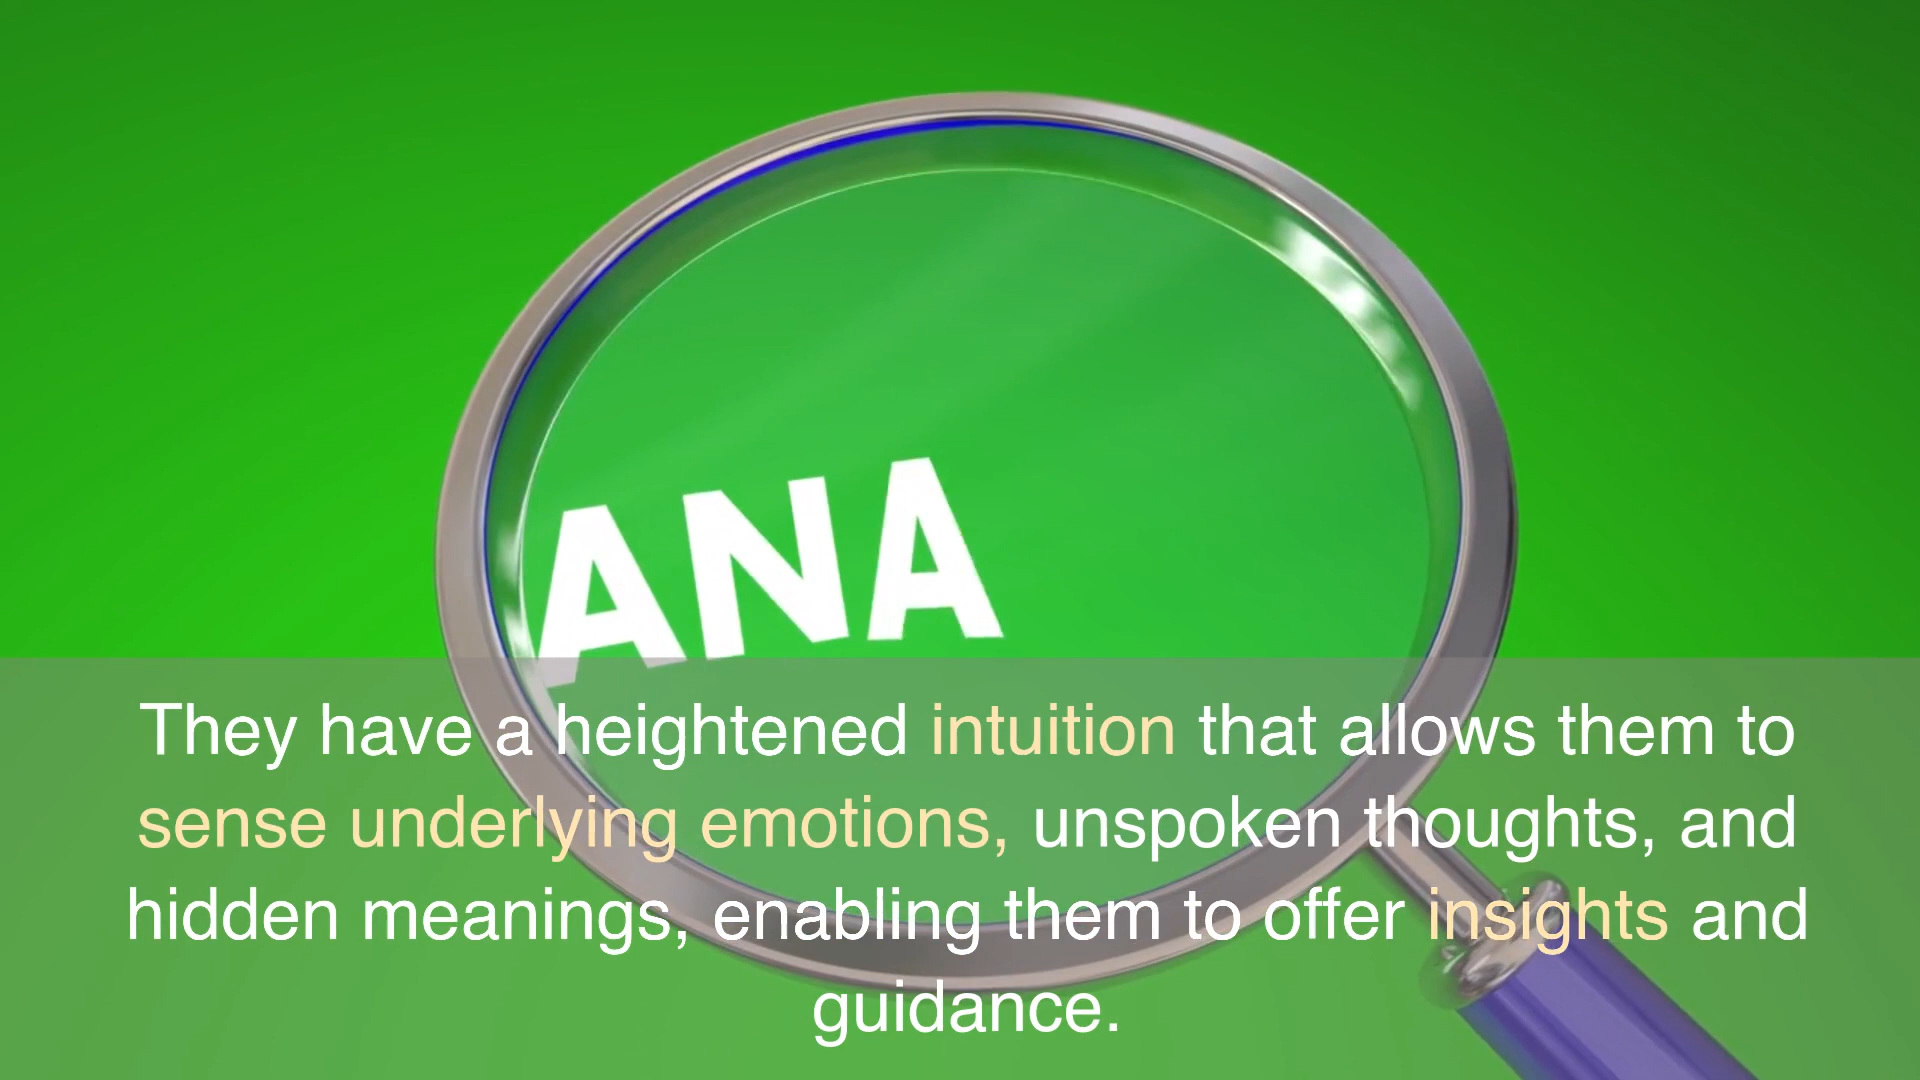 ANA
They have a heightened intuition that allows them to
sense underlying emotions, unspoken thoughts, and
hidden meanings, enabling them to offer insights and
guidance.